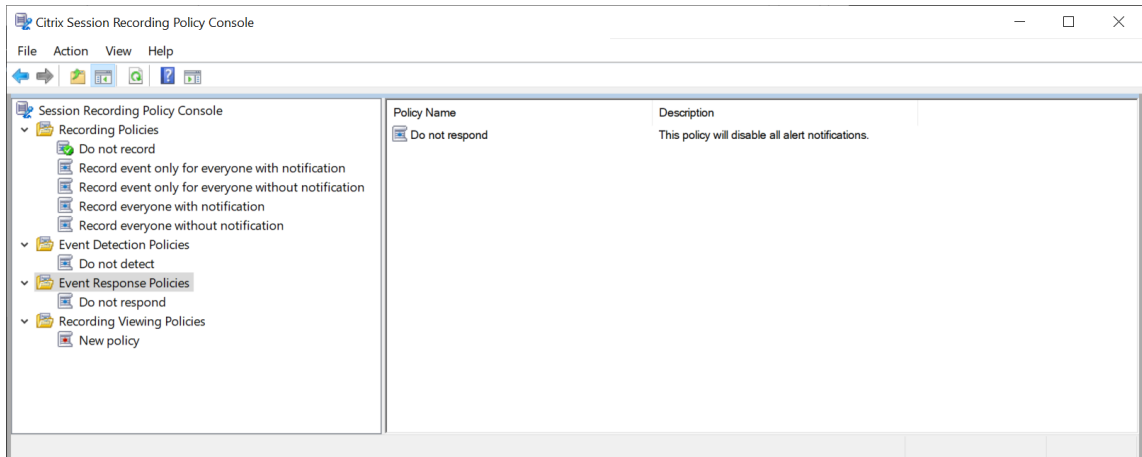 Citrix Session Recording Policy Console
File Action View Help
Session Recording Policy Console
Recording Policies
Do not record
Record event only for everyone with notification
Record event only for everyone without notification
Record everyone with notification
Record everyone without notification
Event Detection Policies
Do not detect
Event Response Policies
Do not respond
Recording Viewing Policies
New policy
Policy Name Description
Do not respond This policy will disable all alert notifications.